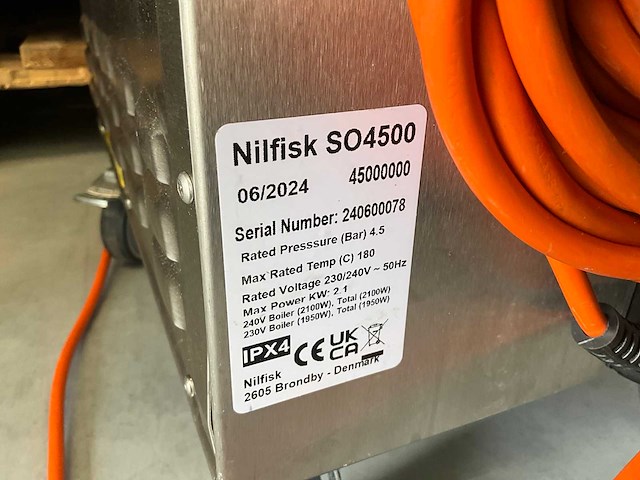 Nilfisk SO4500
06/2024 45000000
Serial Number: 240600078
Rated Presssure (Bar) 4.5
Max Rated Temp (C) 180
Rated Voltage 230/240V ~ 50Hz
Max Power KW: 2.1
240V Boiler (2100W), Total (2100W)
230V Boiler (1950W), Total (1950W)
IPX4 CE UK CA
Nilfisk
2605 Brondby - Denmark